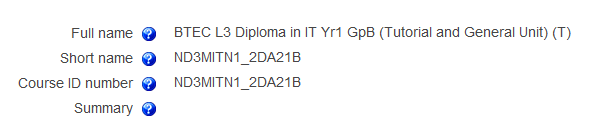 Full name ? BTEC L3 Diploma in IT Yr1 GpB (Tutorial and General Unit) (T)
Short name ? ND3MITN1_2DA21B
Course ID number ? ND3MITN1_2DA21B
Summary ?